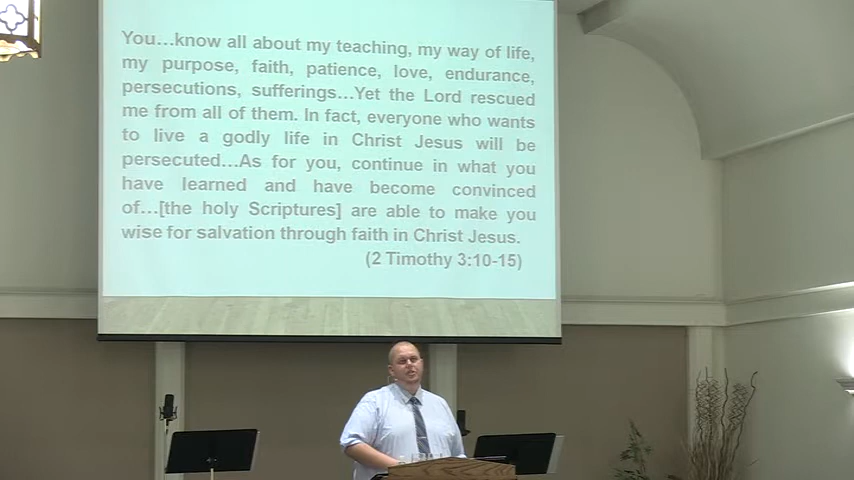 You…know all about my teaching, my way of life,
my purpose, faith, patience, love, endurance,
persecutions, sufferings…Yet the Lord rescued
me from all of them. In fact, everyone who wants
to live a godly life in Christ Jesus will be
persecuted…As for you, continue in what you
have learned and have become convinced
of…[the holy Scriptures] are able to make you
wise for salvation through faith in Christ Jesus.
(2 Timothy 3:10-15)